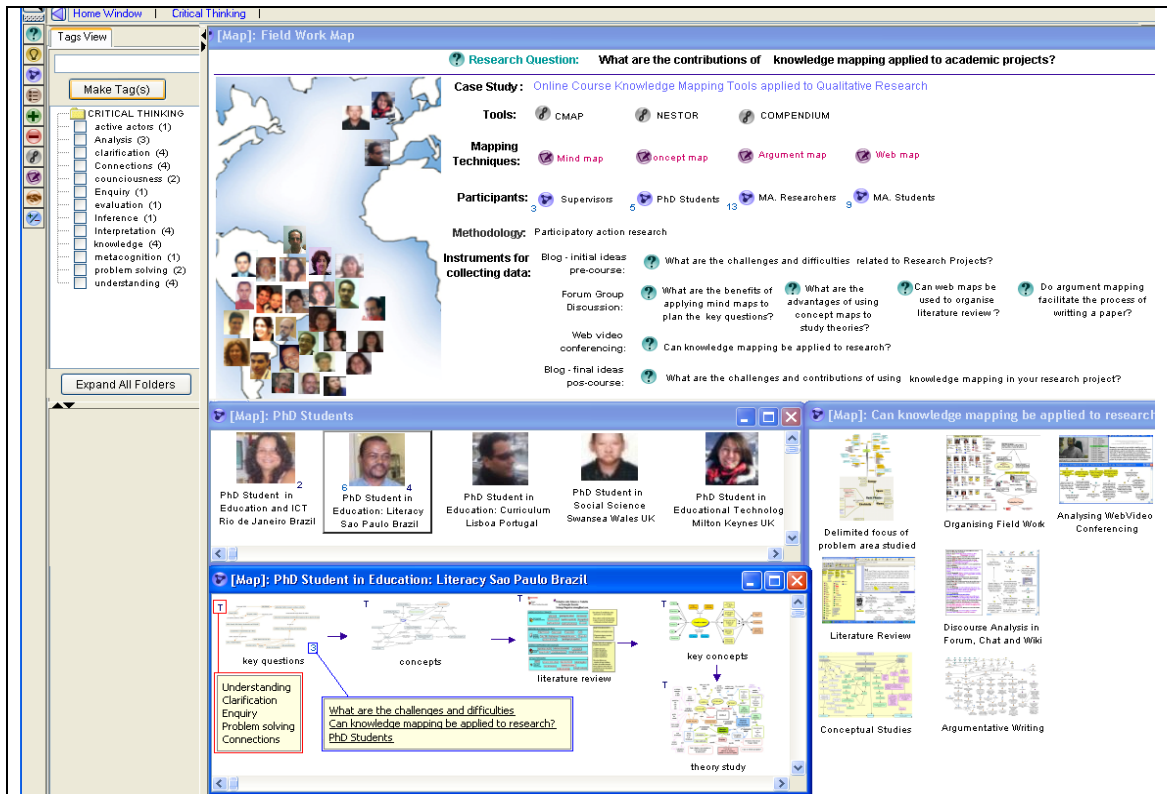 Home Window | Critical Thinking |
Tags View
Make Tag(s)
CRITICAL THINKING
active actors (1)
Analysis (3)
clarification (4)
Connections (4)
counciousness (2)
Enquiry (1)
evaluation (1)
Inference (1)
Interpretation (4)
knowledge (4)
metacognition (1)
problem solving (2)
understanding (4)
Expand All Folders
[Map]: Field Work Map
Research Question: What are the contributions of knowledge mapping applied to academic projects?
Case Study: Online Course Knowledge Mapping Tools applied to Qualitative Research
Tools: CMAP NESTOR COMPENDIUM
Mapping
Techniques: Mind map Concept map Argument map Web map
Participants: 3 Supervisors 5 PhD Students 13 MA. Researchers 9 MA. Students
Methodology: Participatory action research
Instruments for
collecting data:
Blog - initial ideas
pre-course:
What are the challenges and difficulties related to Research Projects?
Forum Group
Discussion:
What are the benefits of
applying mind maps to
plan the key questions?
What are the
advantages of using
concept maps to
study theories?
Can web maps be
used to organise
literature review ?
Do argument mapping
facilitate the process of
writting a paper?
Web video
conferencing:
Can knowledge mapping be applied to research?
Blog - final ideas
pos-course:
What are the challenges and contributions of using knowledge mapping in your research project?
[Map]: PhD Students
2
PhD Student in
Education and ICT
Rio de Janeiro Brazil
6 4
PhD Student in
Education: Literacy
Sao Paulo Brazil
PhD Student in
Education: Curriculum
Lisboa Portugal
PhD Student in
Social Science
Swansea Wales UK
PhD Student in
Educational Technolog
Milton Keynes UK
[Map]: PhD Student in Education: Literacy Sao Paulo Brazil
T
key questions
3
T
concepts
T
literature review
T
key concepts
T
theory study
Understanding
Clarification
Enquiry
Problem solving
Connections
What are the challenges and difficulties
Can knowledge mapping be applied to research?
PhD Students
[Map]: Can knowledge mapping be applied to research
Delimited focus of
problem area studied
Organising Field Work
Analysing WebVideo
Conferencing
Literature Review
Discourse Analysis in
Forum, Chat and Wiki
Conceptual Studies
Argumentative Writing